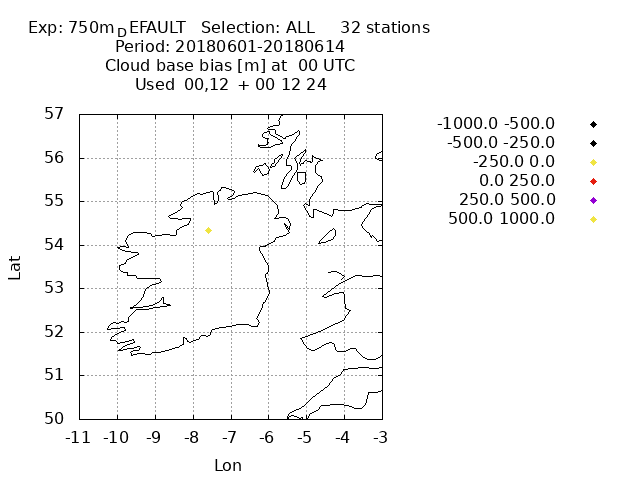 Exp: 750mDEFAULT Selection: ALL 32 stations
Period: 20180601-20180614
Cloud base bias [m] at 00 UTC
Used 00,12 + 00 12 24
-1000.0 -500.0
-500.0 -250.0
-250.0 0.0
0.0 250.0
250.0 500.0
500.0 1000.0
57
56
55
54
53
52
51
50
Lat
-11 -10 -9 -8 -7 -6 -5 -4 -3
Lon